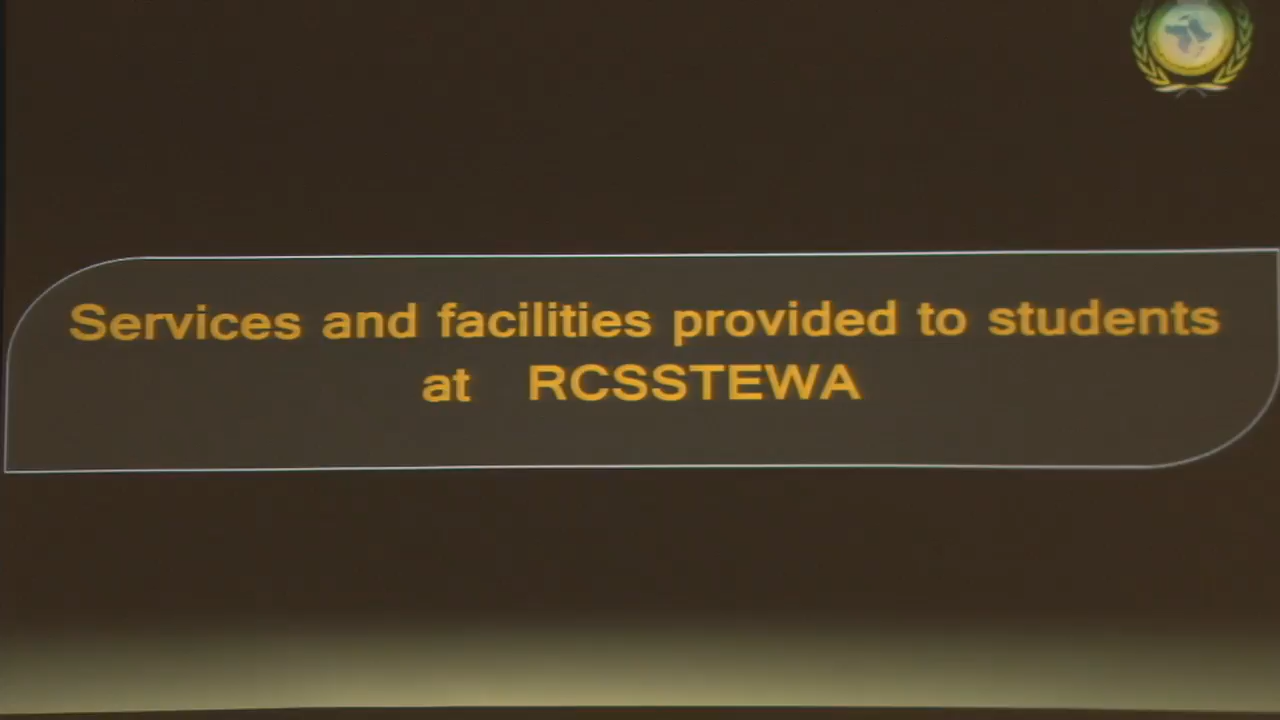 Services and facilities provided to students
at RCSSTEWA